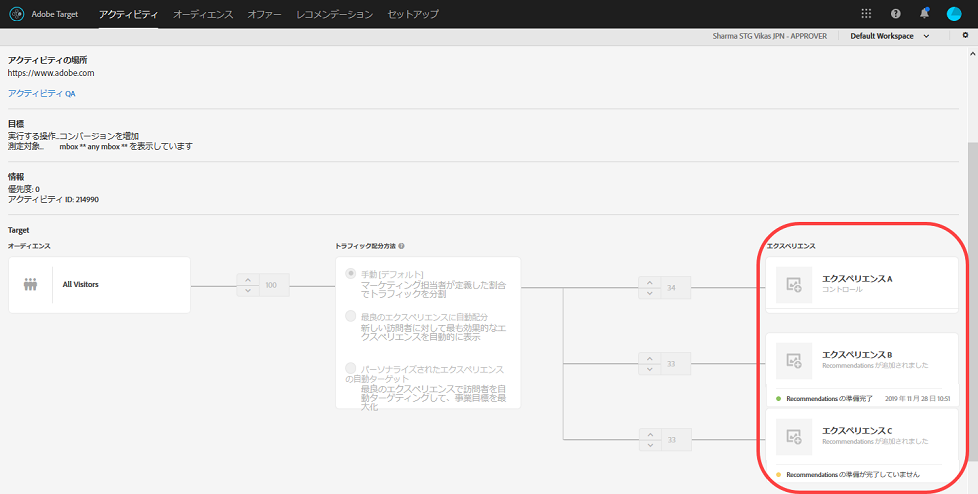 Adobe Target アクティビティ オーディエンス オファー レコメンデーション セットアップ
Sharma STG Vikas JPN - APPROVER Default Workspace
アクティビティの場所
https://www.adobe.com
アクティビティ QA
目標
実行する操作... コンバージョンを増加
測定対象... mbox ** any mbox ** を表示しています
情報
優先度: 0
アクティビティ ID: 214990
Target
オーディエンス
All Visitors
100
トラフィック配分方法
手動 [デフォルト]
マーケティング担当者が定義した割合
でトラフィックを分割
最良のエクスペリエンスに自動配分
新しい訪問者に対して最も効果的なエ
クスペリエンスを自動的に表示
パーソナライズされたエクスペリエンス
の自動ターゲット
最良のエクスペリエンスで訪問者を自
動ターゲティングして、事業目標を最
大化
34
33
33
エクスペリエンス
エクスペリエンス A
コントロール
エクスペリエンス B
Recommendations が追加されました
Recommendations の準備完了 2019 年 11 月 28 日 10:51
エクスペリエンス C
Recommendations が追加されました
Recommendations の準備が完了していません